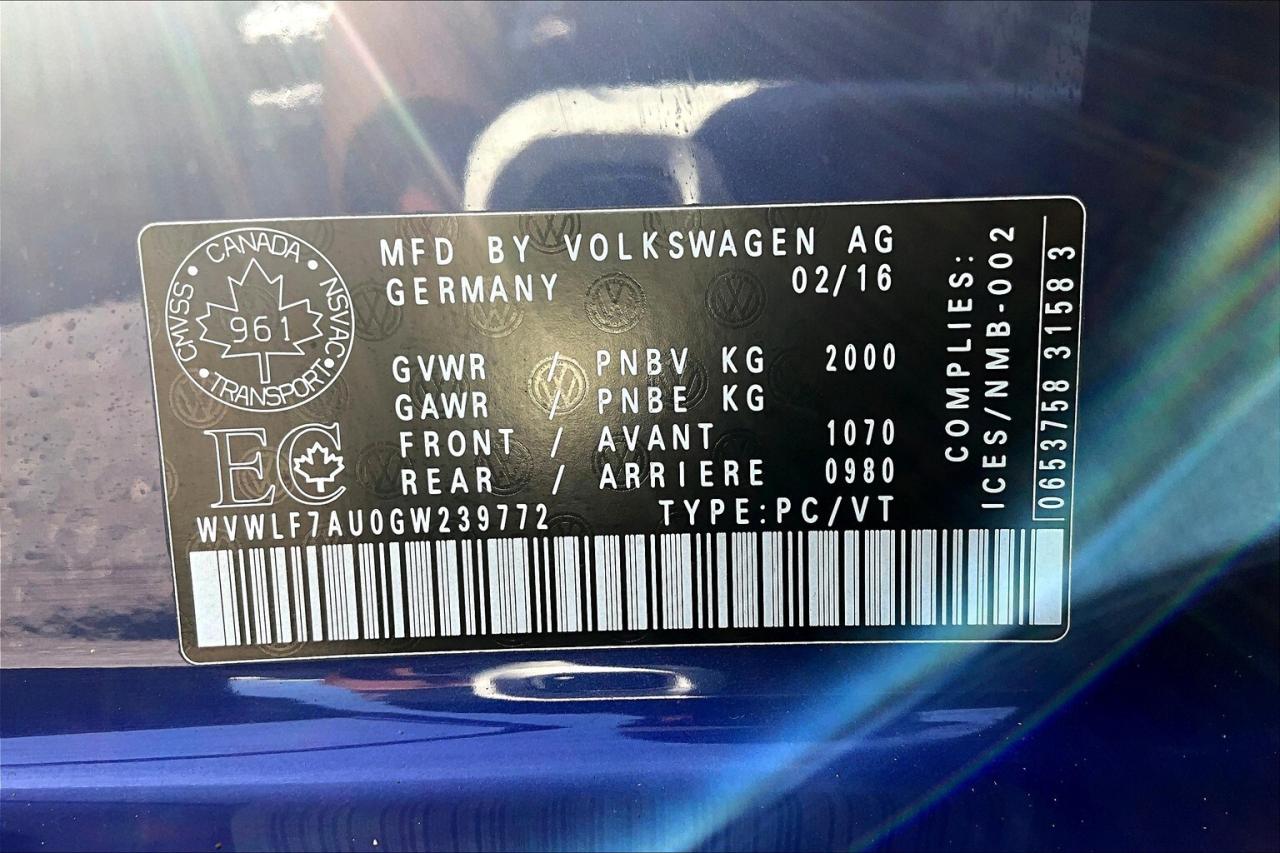 CANADA
CMVSS
NSVAC
961
TRANSPORT
EC
MFD BY VOLKSWAGEN AG
GERMANY 02/16
GVWR / PNBV KG 2000
GAWR / PNBE KG
FRONT / AVANT 1070
REAR / ARRIERE 0980
WVWLF7AU0GW239772 TYPE:PC/VT
COMPLIES:
ICES/NMB-002
0653758 31583